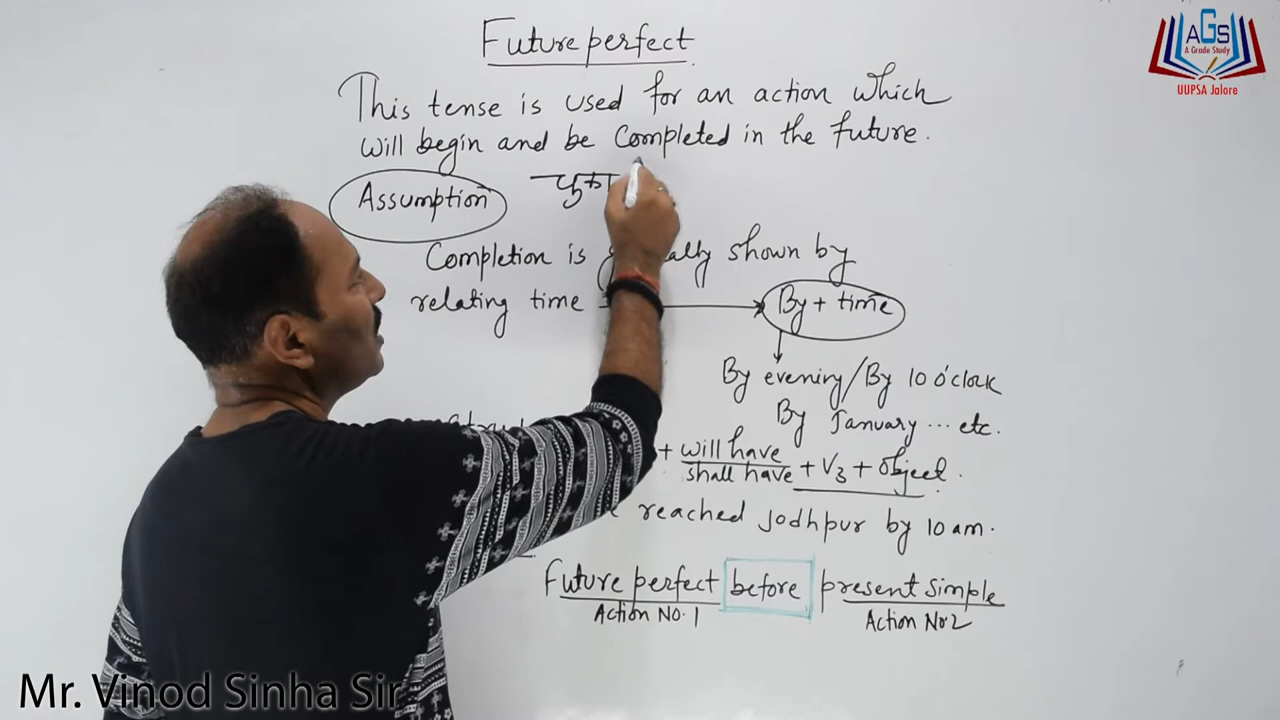 Future perfect
This tense is used for an action which
will begin and be completed in the future.
Assumption
Completion is shown by
relating time By + time
By evening/By 10 o'clock
By January ... etc.
+ will have
shall have + V3 + object.
reached Jodhpur by 10 am.
Future perfect before present simple
Action No. 1 Action No 2
AGS
A Grade Study
UUPSA Jalore
Mr. Vinod Sinha Sir